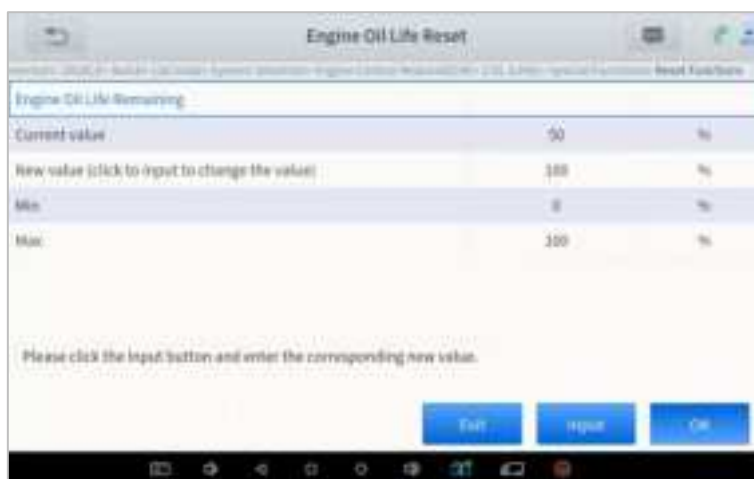 Engine Oil Life Reset
Reset Functions
Engine Oil Life Remaining
Current value 50 %
New value (click to input to change the value) 100 %
Min 0 %
Max 100 %
Please click the input button and enter the corresponding new value.
Exit Input OK